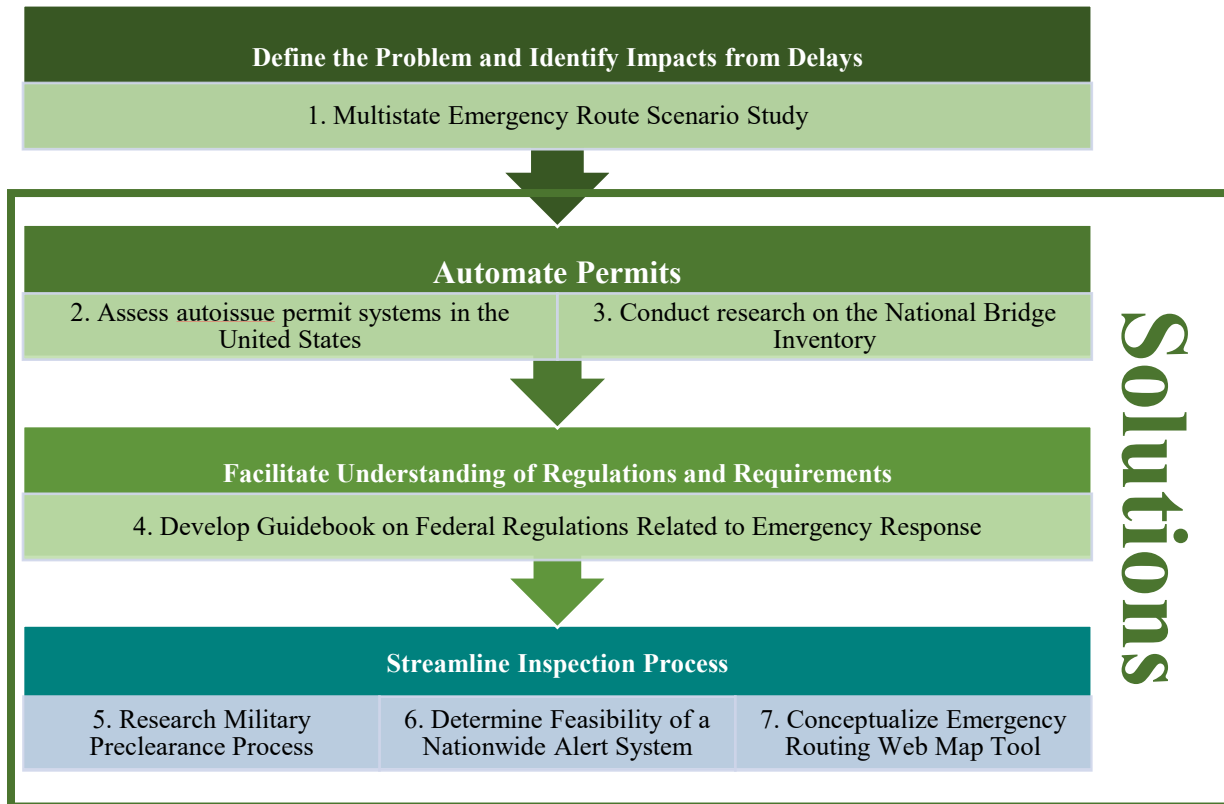 Define the Problem and Identify Impacts from Delays
1. Multistate Emergency Route Scenario Study
Automate Permits
2. Assess autoissue permit systems in the
United States
3. Conduct research on the National Bridge
Inventory
Facilitate Understanding of Regulations and Requirements
4. Develop Guidebook on Federal Regulations Related to Emergency Response
Streamline Inspection Process
5. Research Military
Preclearance Process
6. Determine Feasibility of a
Nationwide Alert System
7. Conceptualize Emergency
Routing Web Map Tool
Solutions